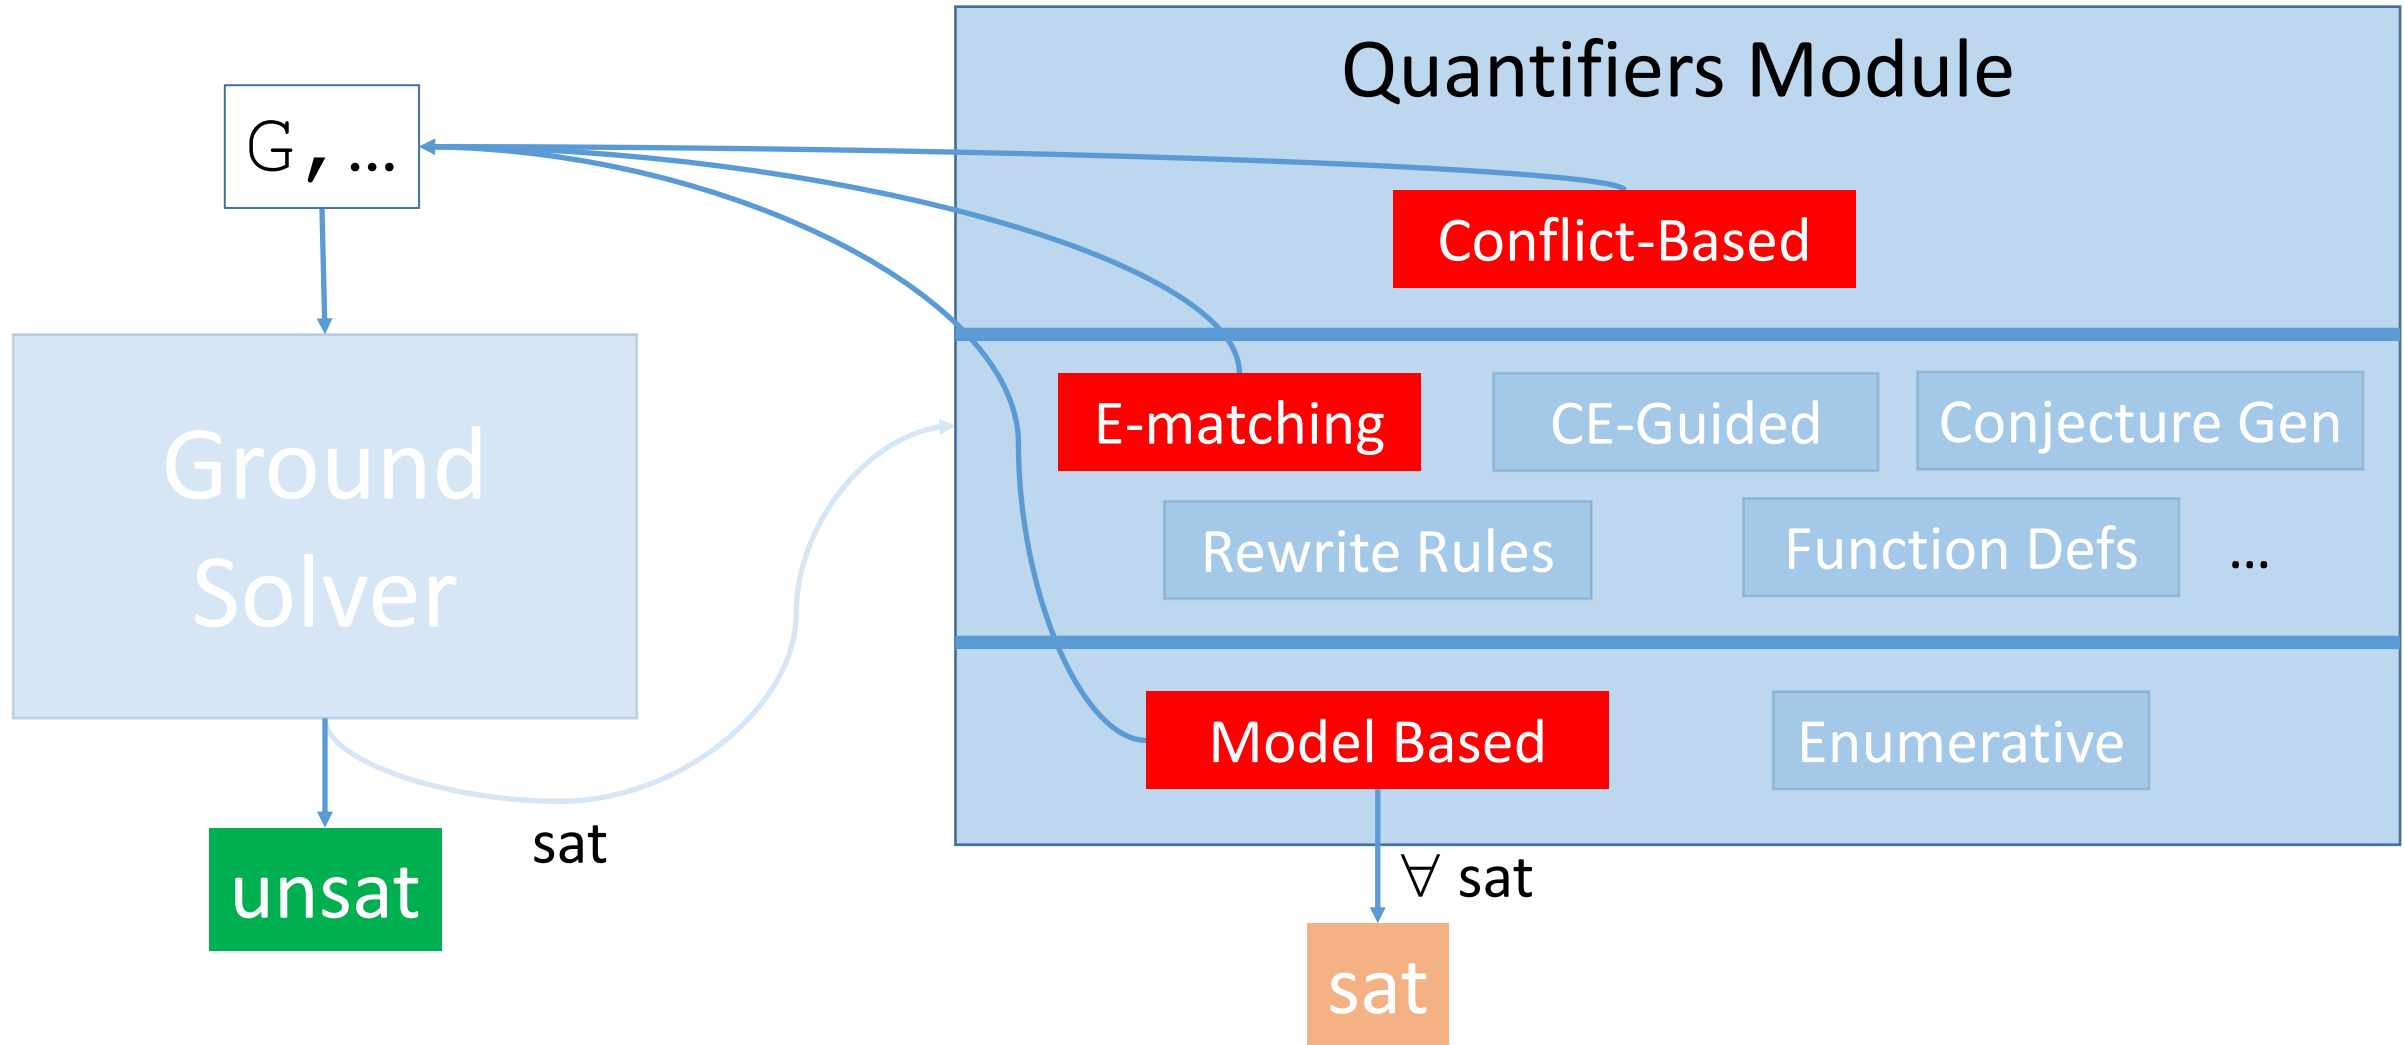 Quantifiers Module
G,…
Conflict-Based
E-matching
CE-Guided
Conjecture Gen
Rewrite Rules
Function Defs
…
Ground
Solver
Model Based
Enumerative
sat
unsat
∀ sat
sat